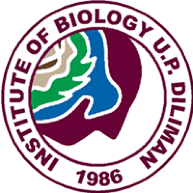 INSTITUTE OF BIOLOGY U.P. DILIMAN
1986